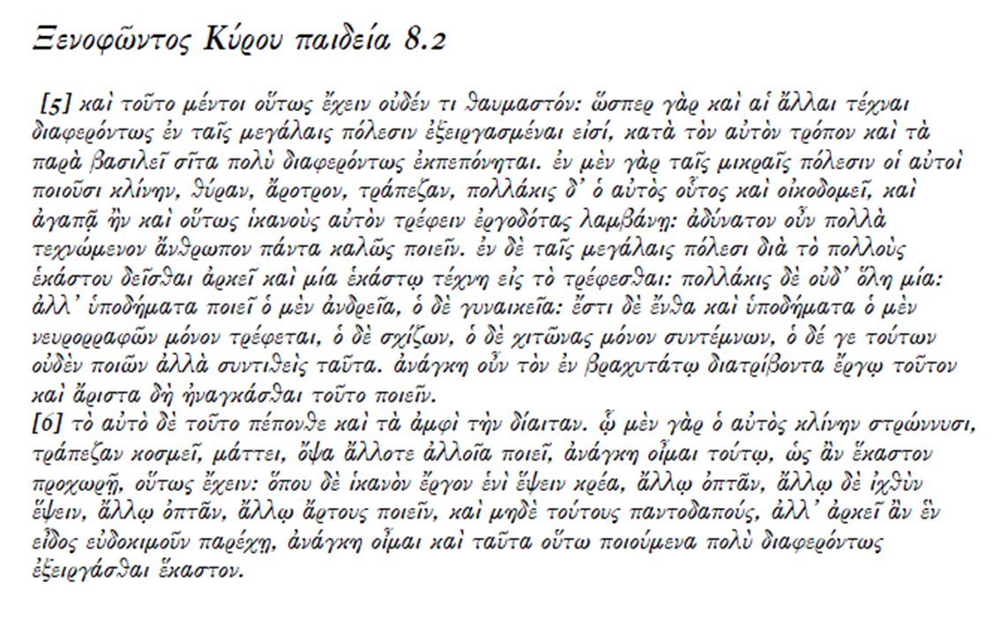 Ξενοφῶντος Κύρου παιδεία 8.2
[5] καὶ τοῦτο μέντοι οὕτως ἔχειν οὐδέν τι θαυμαστόν: ὥσπερ γὰρ καὶ αἱ ἄλλαι τέχναι
διαφερόντως ἐν ταῖς μεγάλαις πόλεσιν ἐξειργασμέναι εἰσί, κατὰ τὸν αὐτὸν τρόπον καὶ τὰ
παρὰ βασιλεῖ σῖτα πολὺ διαφερόντως ἐκπεπόνηται. ἐν μὲν γὰρ ταῖς μικραῖς πόλεσιν οἱ αὐτοὶ
ποιοῦσι κλίνην, θύραν, ἄροτρον, τράπεζαν, πολλάκις δ᾽ ὁ αὐτὸς οὗτος καὶ οἰκοδομεῖ, καὶ
ἀγαπᾷ ἢν καὶ οὕτως ἱκανοὺς αὐτὸν τρέφειν ἐργοδότας λαμβάνῃ: ἀδύνατον οὖν πολλὰ
τεχνώμενον ἄνθρωπον πάντα καλῶς ποιεῖν. ἐν δὲ ταῖς μεγάλαις πόλεσι διὰ τὸ πολλοὺς
ἑκάστου δεῖσθαι ἀρκεῖ καὶ μία ἑκάστῳ τέχνη εἰς τὸ τρέφεσθαι: πολλάκις δὲ οὐδ᾽ ὅλη μία:
ἀλλ᾽ ὑποδήματα ποιεῖ ὁ μὲν ἀνδρεῖα, ὁ δὲ γυναικεῖα: ἔστι δὲ ἔνθα καὶ ὑποδήματα ὁ μὲν
νευρορραφῶν μόνον τρέφεται, ὁ δὲ σχίζων, ὁ δὲ χιτῶνας μόνον συντέμνων, ὁ δέ γε τούτων
οὐδὲν ποιῶν ἀλλὰ συντιθεὶς ταῦτα. ἀνάγκη οὖν τὸν ἐν βραχυτάτῳ διατρίβοντα ἔργῳ τοῦτον
καὶ ἄριστα δὴ ἠναγκάσθαι τοῦτο ποιεῖν.
[6] τὸ αὐτὸ δὲ τοῦτο πέπονθε καὶ τὰ ἀμφὶ τὴν δίαιταν. ᾧ μὲν γὰρ ὁ αὐτὸς κλίνην στρώννυσι,
τράπεζαν κοσμεῖ, μάττει, ὄψα ἄλλοτε ἀλλοῖα ποιεῖ, ἀνάγκη οἶμαι τούτῳ, ὡς ἂν ἕκαστον
προχωρῇ, οὕτως ἔχειν: ὅπου δὲ ἱκανὸν ἔργον ἑνὶ ἕψειν κρέα, ἄλλῳ ὀπτᾶν, ἄλλῳ δὲ ἰχθὺν
ἕψειν, ἄλλῳ ὀπτᾶν, ἄλλῳ ἄρτους ποιεῖν, καὶ μηδὲ τούτους παντοδαπούς, ἀλλ᾽ ἀρκεῖ ἂν ἓν
εἶδος εὐδοκιμοῦν παρέχῃ, ἀνάγκη οἶμαι καὶ ταῦτα οὕτω ποιούμενα πολὺ διαφερόντως
ἐξειργάσθαι ἕκαστον.